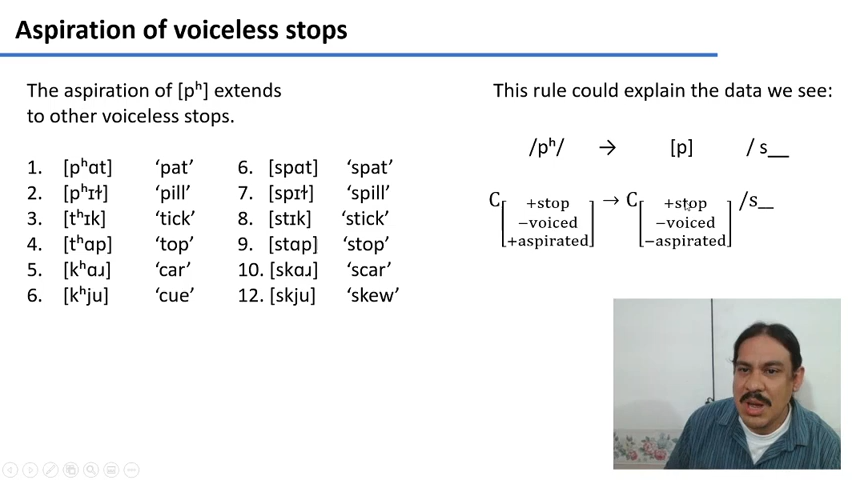 Aspiration of voiceless stops
The aspiration of [pʰ] extends
to other voiceless stops.
1. [pʰɑt] ‘pat’ 6. [spɑt] ‘spat’
2. [pʰɪɫ] ‘pill’ 7. [spɪɫ] ‘spill’
3. [tʰɪk] ‘tick’ 8. [stɪk] ‘stick’
4. [tʰɑp] ‘top’ 9. [stɑp] ‘stop’
5. [kʰɑɹ] ‘car’ 10. [skɑɹ] ‘scar’
6. [kʰju] ‘cue’ 12. [skju] ‘skew’
This rule could explain the data we see:
/pʰ/ → [p] / s__
C[ +stop → C[ +stop /s__
−voiced −voiced
+aspirated] −aspirated]